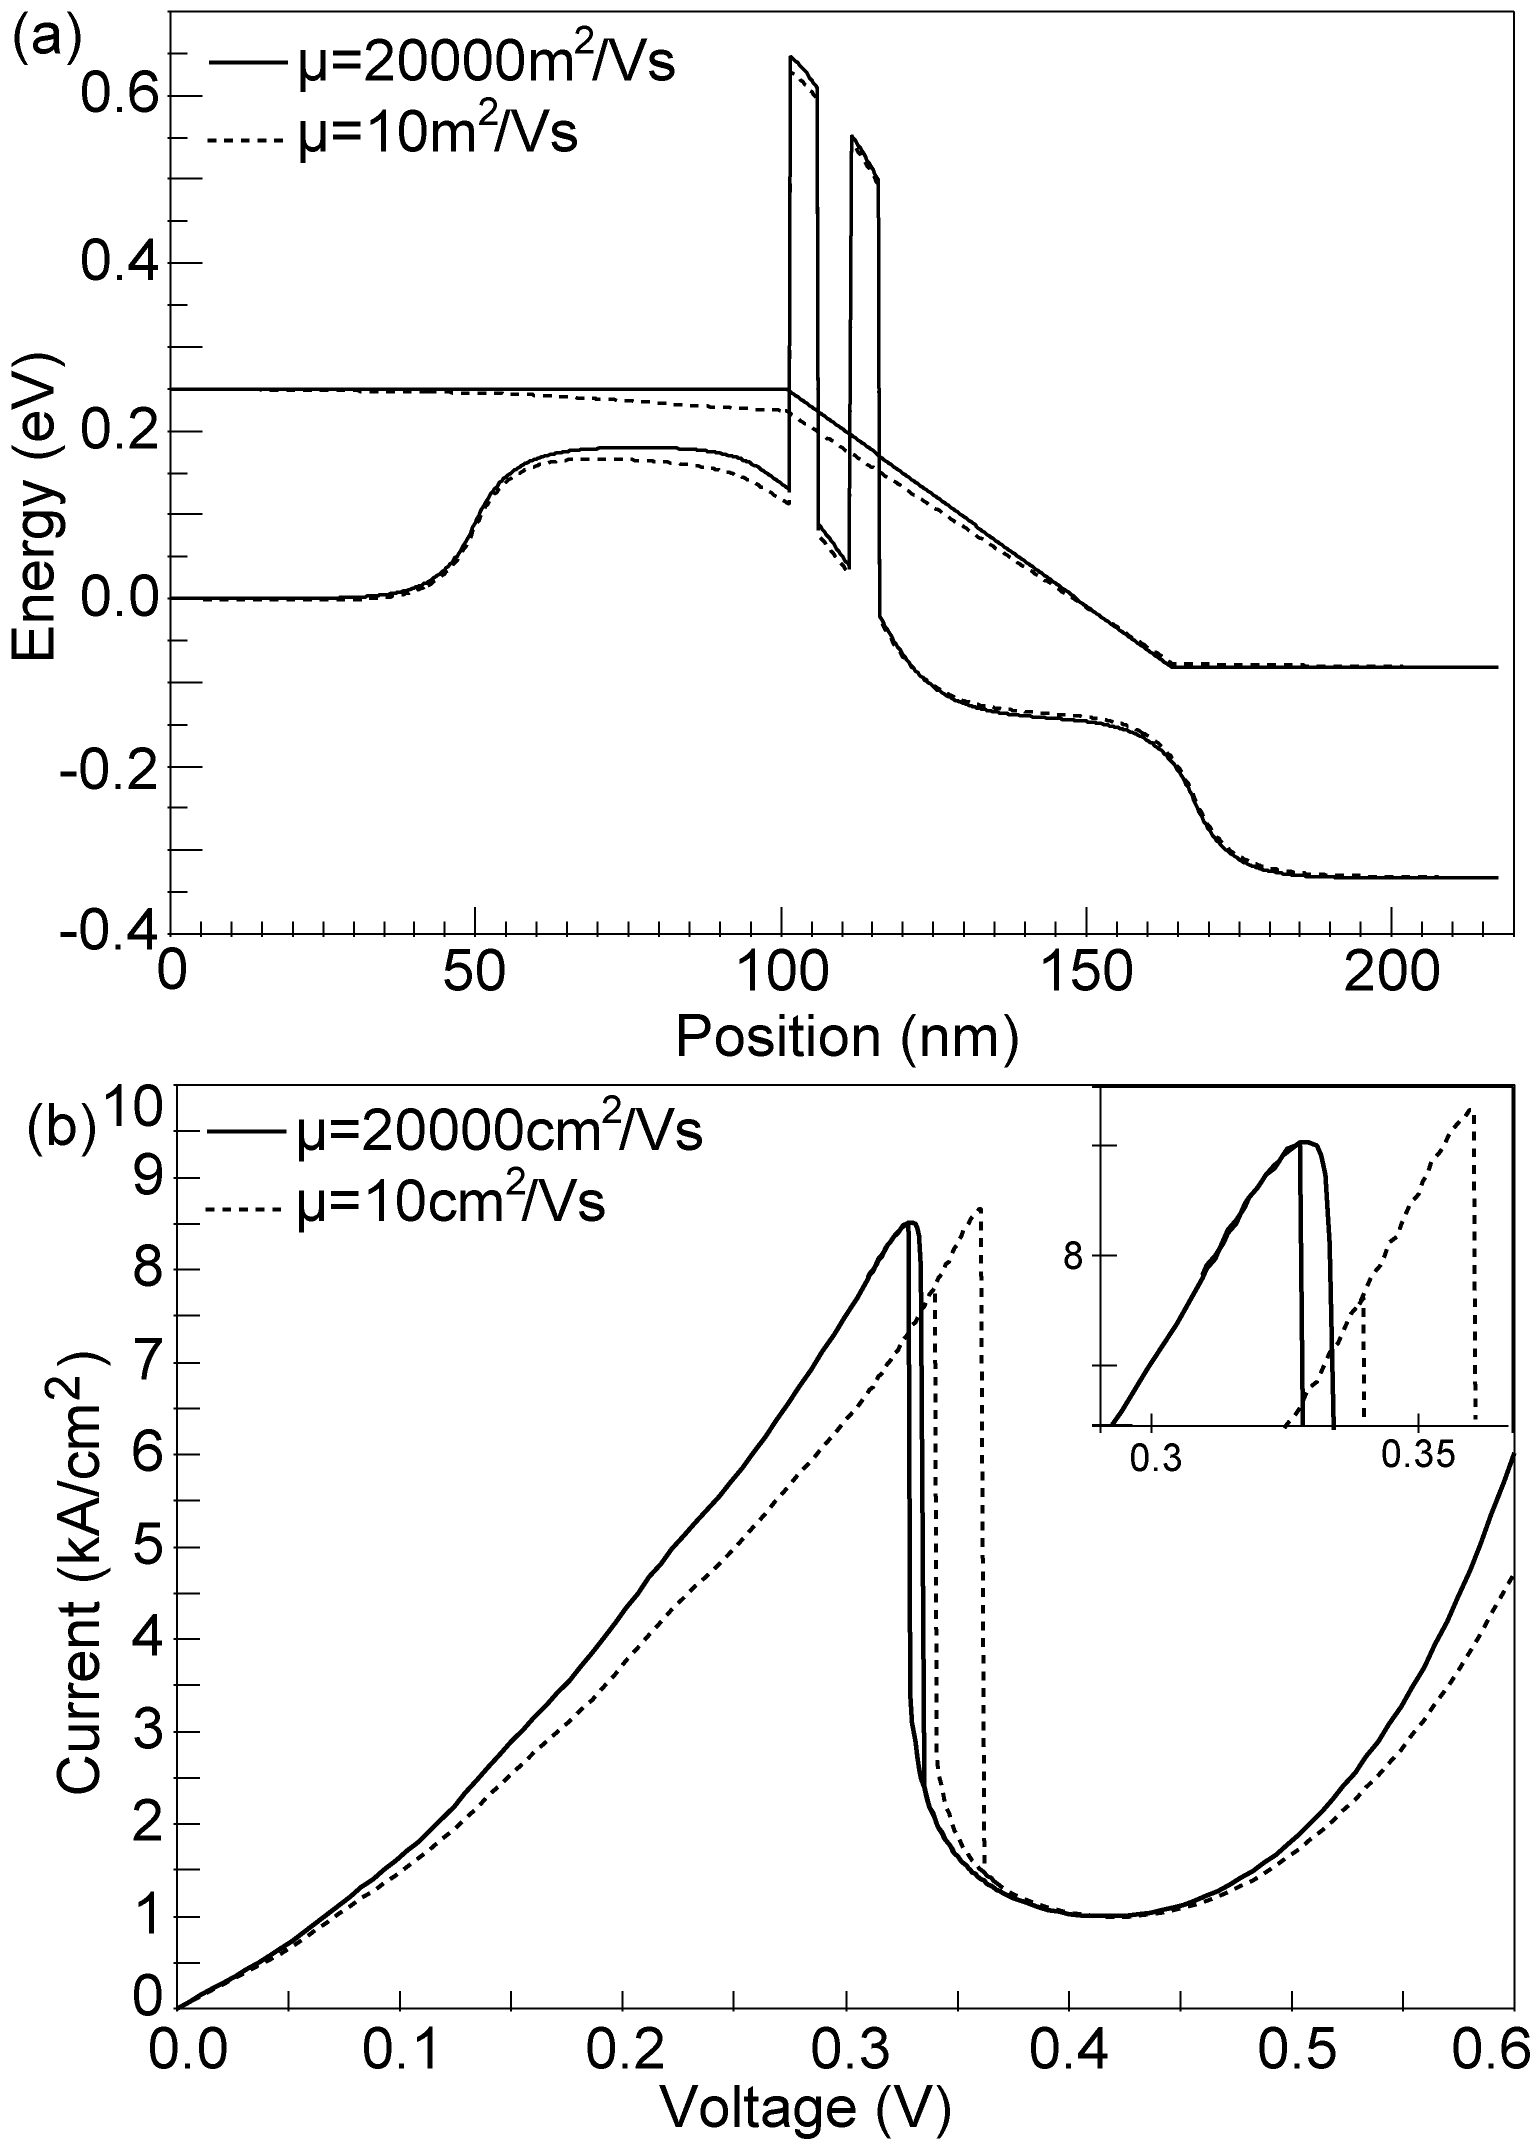 (a)
μ=20000m²/Vs
μ=10m²/Vs
0.6
0.4
0.2
0.0
-0.2
-0.4
Energy (eV)
0 50 100 150 200
Position (nm)
(b)
μ=20000cm²/Vs
μ=10cm²/Vs
10
9
8
7
6
5
4
3
2
1
0
Current (kA/cm²)
8
0.3 0.35
0.0 0.1 0.2 0.3 0.4 0.5 0.6
Voltage (V)